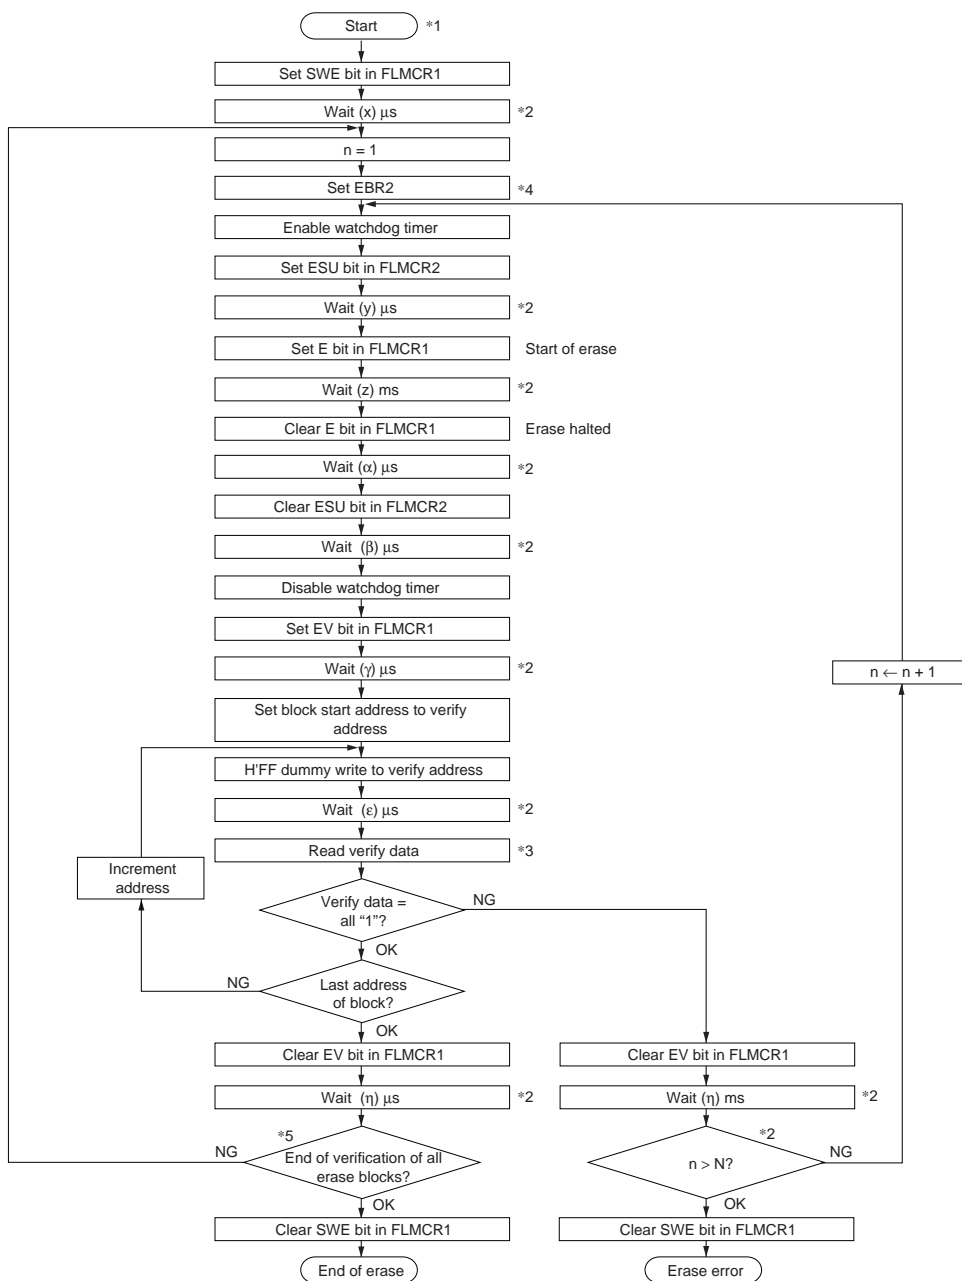 Start *1
Set SWE bit in FLMCR1
Wait (x) μs *2
n = 1
Set EBR2 *4
Enable watchdog timer
Set ESU bit in FLMCR2
Wait (y) μs *2
Set E bit in FLMCR1 Start of erase
Wait (z) ms *2
Clear E bit in FLMCR1 Erase halted
Wait (α) μs *2
Clear ESU bit in FLMCR2
Wait (β) μs *2
Disable watchdog timer
Set EV bit in FLMCR1
Wait (γ) μs *2
n ← n + 1
Set block start address to verify
address
H'FF dummy write to verify address
Wait (ε) μs *2
Read verify data *3
Increment
address
Verify data =
all “1”?
NG
OK
NG
Last address
of block?
OK
Clear EV bit in FLMCR1
Clear EV bit in FLMCR1
Wait (η) μs *2
Wait (η) ms *2
*5
NG
End of verification of all
erase blocks?
OK
*2
n > N?
NG
OK
Clear SWE bit in FLMCR1
Clear SWE bit in FLMCR1
End of erase
Erase error